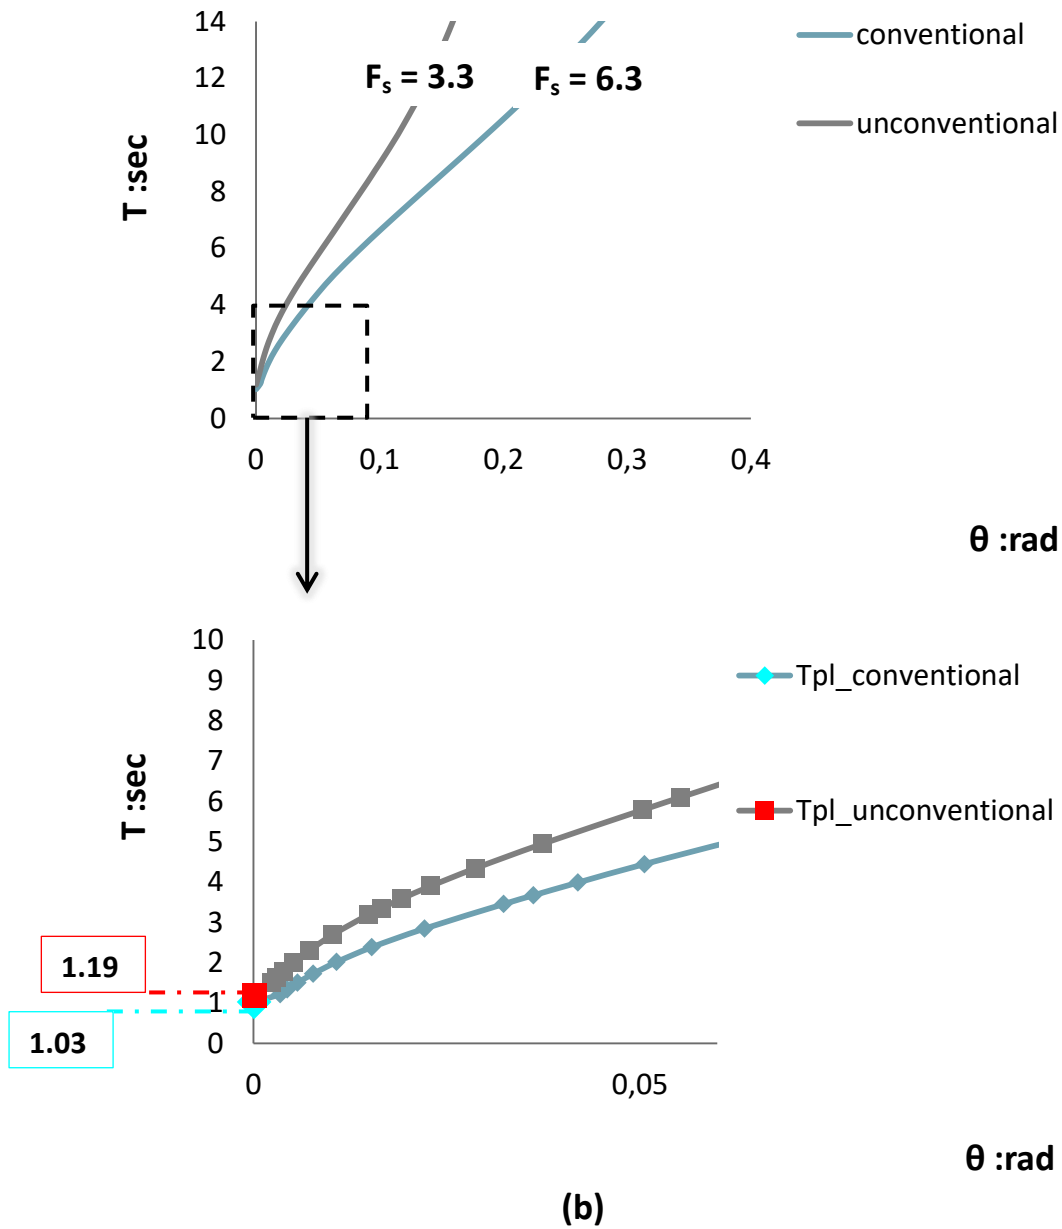 14
conventional
F_s = 3.3
F_s = 6.3
12
unconventional
10
T :sec
8
6
4
2
0
0 0,1 0,2 0,3 0,4
θ :rad
10
Tpl_conventional
9
8
7
T :sec
6
Tpl_unconventional
5
4
3
2
1.19
1
1.03
0
0 0,05
θ :rad
(b)